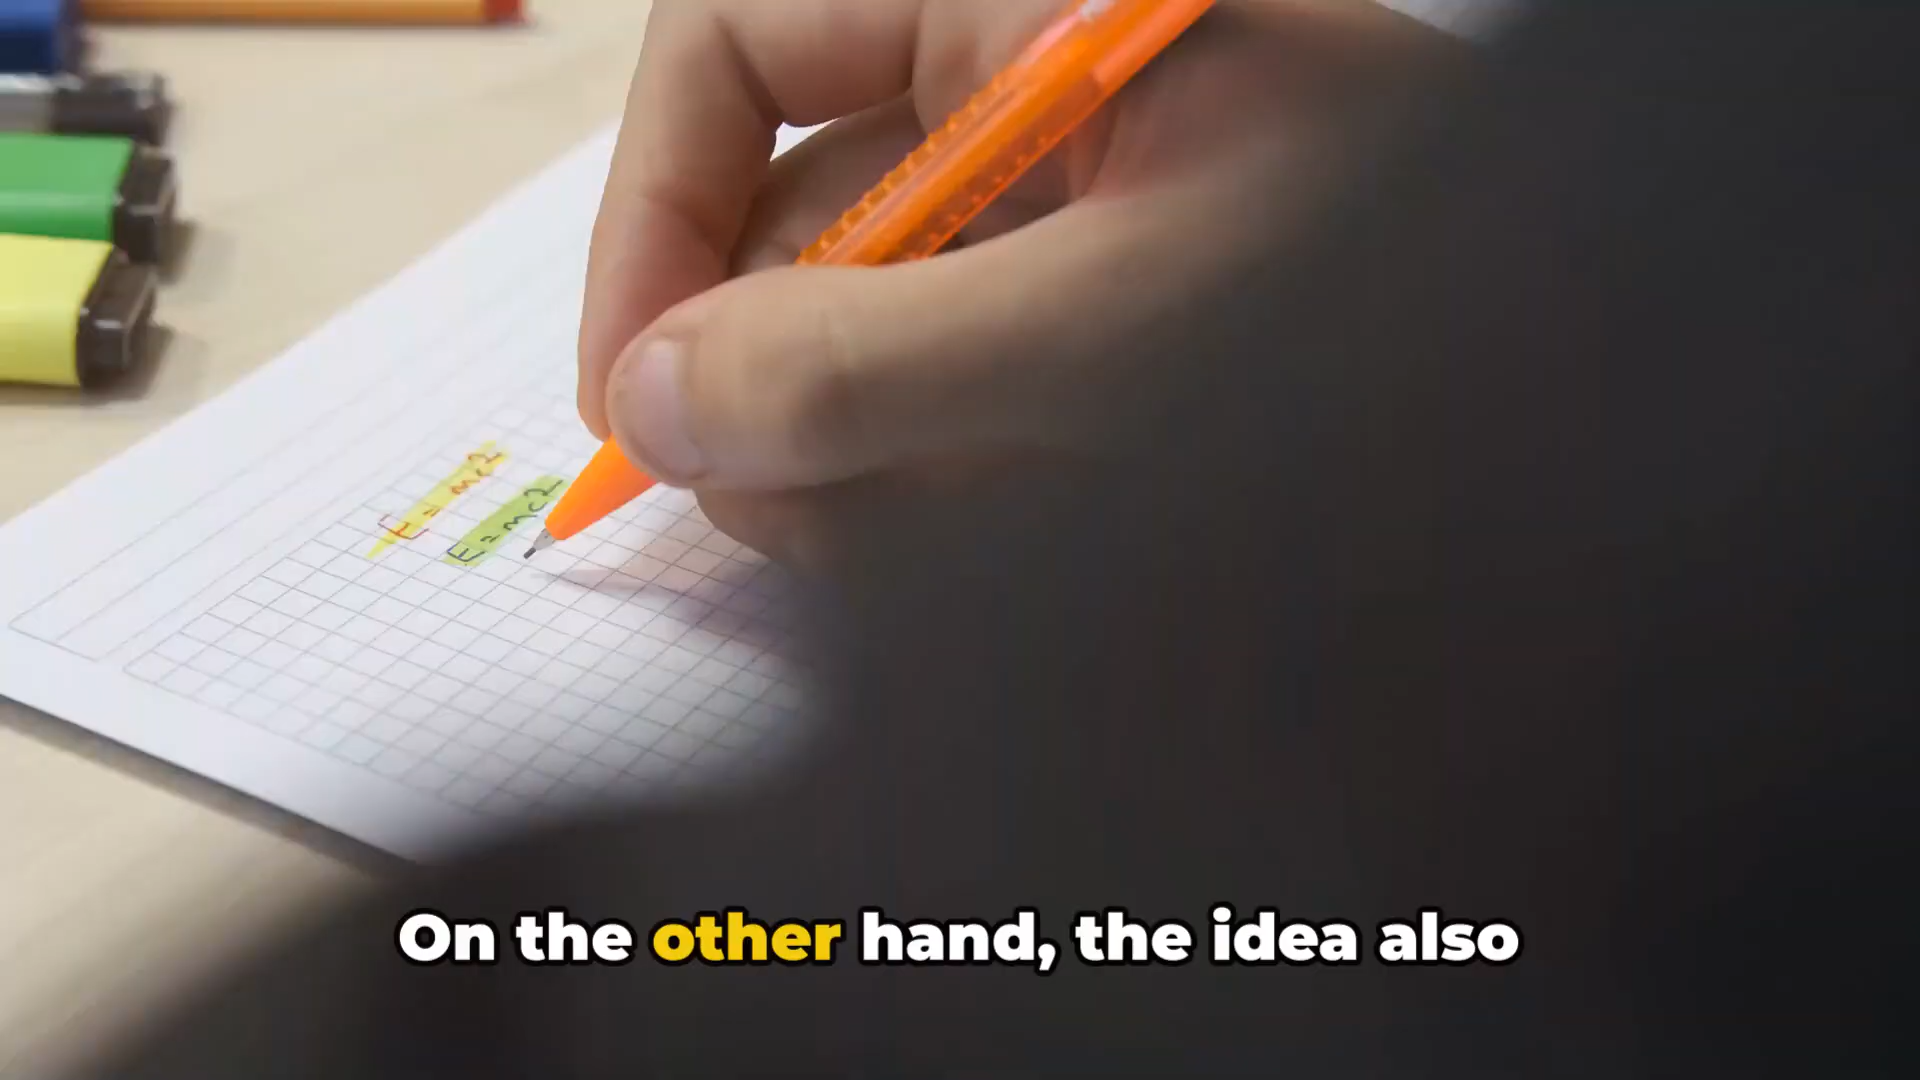 E = mc2
E = mc2
On the other hand, the idea also